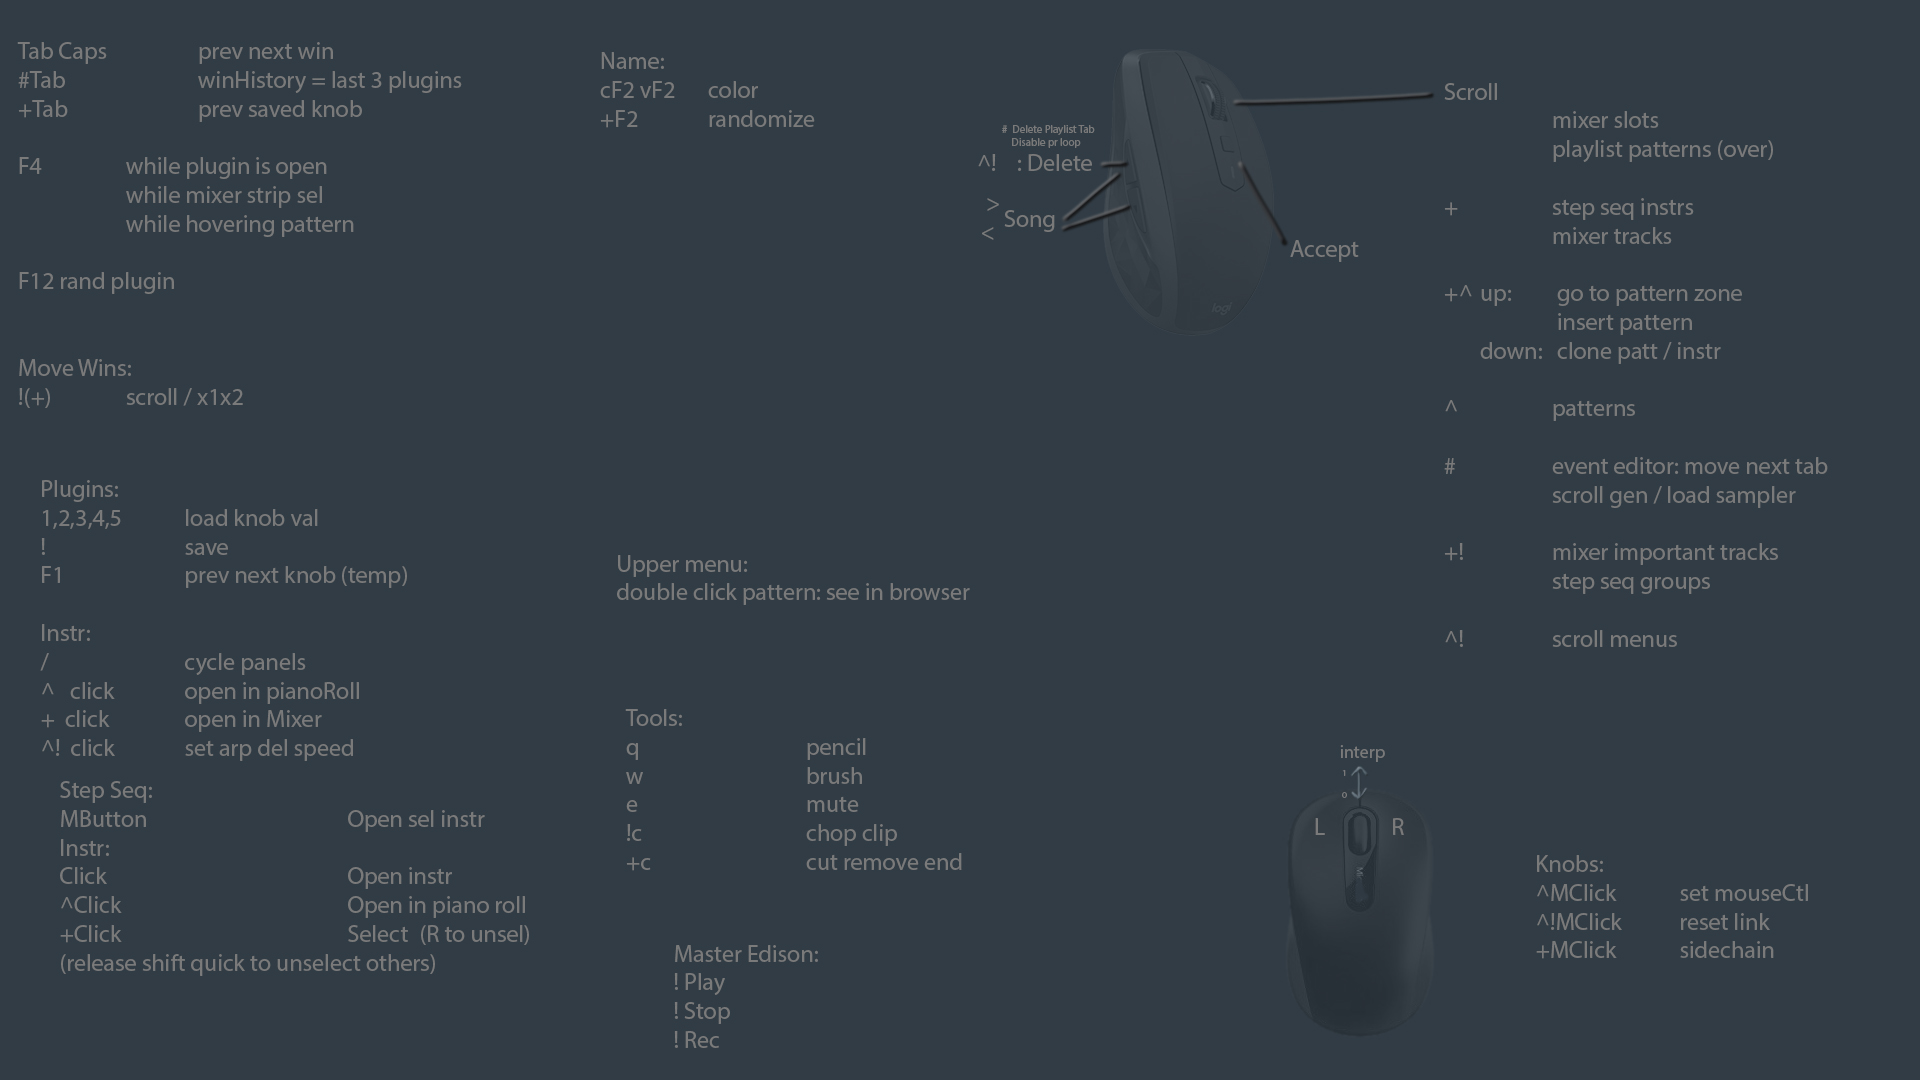 Tab Caps prev next win
#Tab winHistory = last 3 plugins
+Tab prev saved knob
F4 while plugin is open
while mixer strip sel
while hovering pattern
F12 rand plugin
Move Wins:
!(+) scroll / x1x2
Plugins:
1,2,3,4,5 load knob val
! save
F1 prev next knob (temp)
Instr:
/ cycle panels
^ click open in pianoRoll
+ click open in Mixer
^! click set arp del speed
Step Seq:
MButton Open sel instr
Instr:
Click Open instr
^Click Open in piano roll
+Click Select (R to unsel)
(release shift quick to unselect others)
Name:
cF2 vF2 color
+F2 randomize
Upper menu:
double click pattern: see in browser
Tools:
q pencil
w brush
e mute
!c chop clip
+c cut remove end
Master Edison:
! Play
! Stop
! Rec
# Delete Playlist Tab
Disable pr loop
^! : Delete
>
Song
<
Accept
logi
Scroll
mixer slots
playlist patterns (over)
+ step seq instrs
mixer tracks
+^ up: go to pattern zone
insert pattern
down: clone patt / instr
^ patterns
# event editor: move next tab
scroll gen / load sampler
+! mixer important tracks
step seq groups
^! scroll menus
interp
1
0
L R
Knobs:
^MClick set mouseCtl
^!MClick reset link
+MClick sidechain